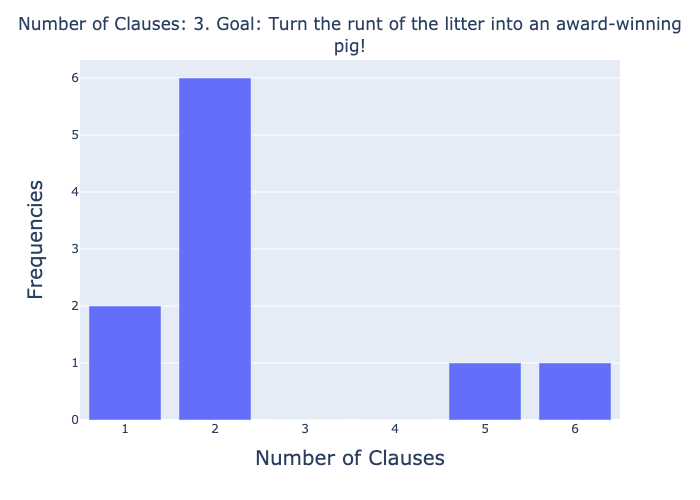 Number of Clauses: 3. Goal: Turn the runt of the litter into an award-winning
pig!
6
5
4
3
2
1
0
Frequencies
1 2 3 4 5 6
Number of Clauses